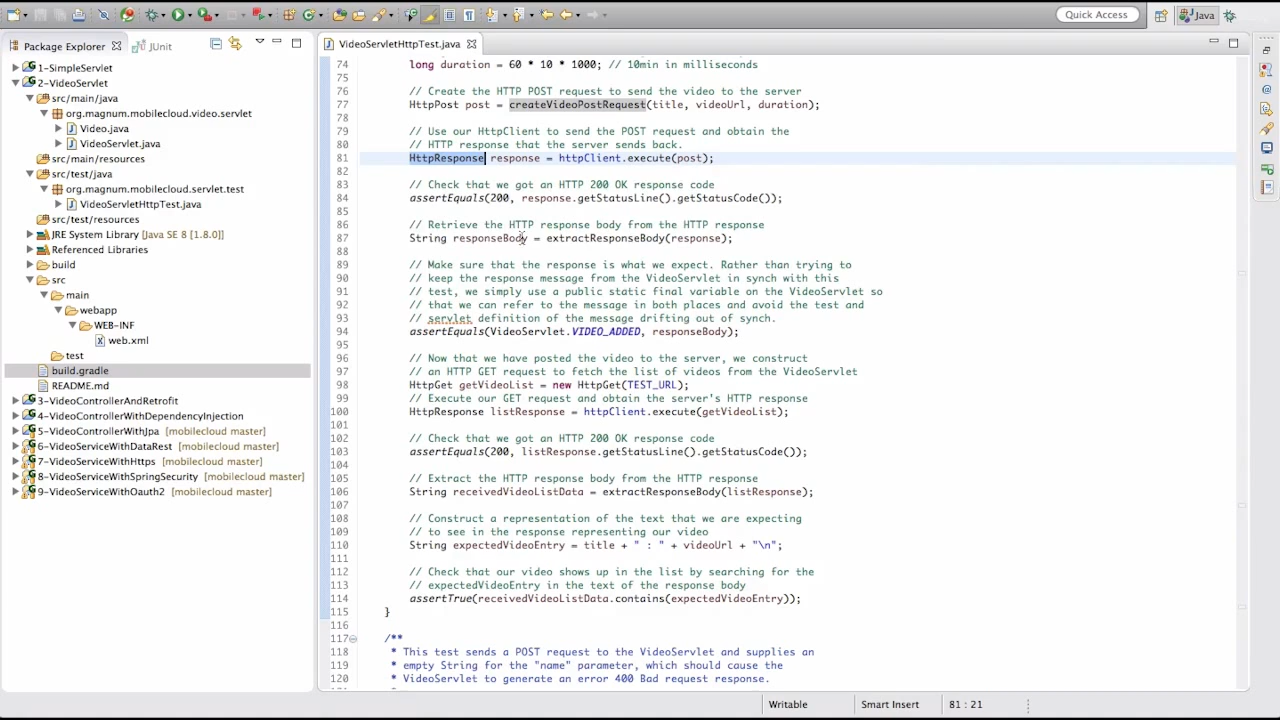 Quick Access
Java
Package Explorer
JUnit
1-SimpleServlet
2-VideoServlet
src/main/java
org.magnum.mobilecloud.video.servlet
Video.java
VideoServlet.java
src/main/resources
src/test/java
org.magnum.mobilecloud.servlet.test
VideoServletHttpTest.java
src/test/resources
JRE System Library [Java SE 8 [1.8.0]]
Referenced Libraries
build
src
main
webapp
WEB-INF
web.xml
test
build.gradle
README.md
3-VideoControllerAndRetrofit
4-VideoControllerWithDependencyInjection
5-VideoControllerWithJpa [mobilecloud master]
6-VideoServiceWithDataRest [mobilecloud master]
7-VideoServiceWithHttps [mobilecloud master]
8-VideoServiceWithSpringSecurity [mobilecloud master]
9-VideoServiceWithOauth2 [mobilecloud master]
VideoServletHttpTest.java
74 long duration = 60 * 10 * 1000; // 10min in milliseconds
75
76 // Create the HTTP POST request to send the video to the server
77 HttpPost post = createVideoPostRequest(title, videoUrl, duration);
78
79 // Use our HttpClient to send the POST request and obtain the
80 // HTTP response that the server sends back.
81 HttpResponse response = httpClient.execute(post);
82
83 // Check that we got an HTTP 200 OK response code
84 assertEquals(200, response.getStatusLine().getStatusCode());
85
86 // Retrieve the HTTP response body from the HTTP response
87 String responseBody = extractResponseBody(response);
88
89 // Make sure that the response is what we expect. Rather than trying to
90 // keep the response message from the VideoServlet in synch with this
91 // test, we simply use a public static final variable on the VideoServlet so
92 // that we can refer to the message in both places and avoid the test and
93 // servlet definition of the message drifting out of synch.
94 assertEquals(VideoServlet.VIDEO_ADDED, responseBody);
95
96 // Now that we have posted the video to the server, we construct
97 // an HTTP GET request to fetch the list of videos from the VideoServlet
98 HttpGet getVideoList = new HttpGet(TEST_URL);
99 // Execute our GET request and obtain the server's HTTP response
100 HttpResponse listResponse = httpClient.execute(getVideoList);
101
102 // Check that we got an HTTP 200 OK response code
103 assertEquals(200, listResponse.getStatusLine().getStatusCode());
104
105 // Extract the HTTP response body from the HTTP response
106 String receivedVideoListData = extractResponseBody(listResponse);
107
108 // Construct a representation of the text that we are expecting
109 // to see in the response representing our video
110 String expectedVideoEntry = title + " : " + videoUrl + "\n";
111
112 // Check that our video shows up in the list by searching for the
113 // expectedVideoEntry in the text of the response body
114 assertTrue(receivedVideoListData.contains(expectedVideoEntry));
115 }
116
117 /**
118 * This test sends a POST request to the VideoServlet and supplies an
119 * empty String for the "name" parameter, which should cause the
120 * VideoServlet to generate an error 400 Bad request response.
Writable
Smart Insert
81 : 21